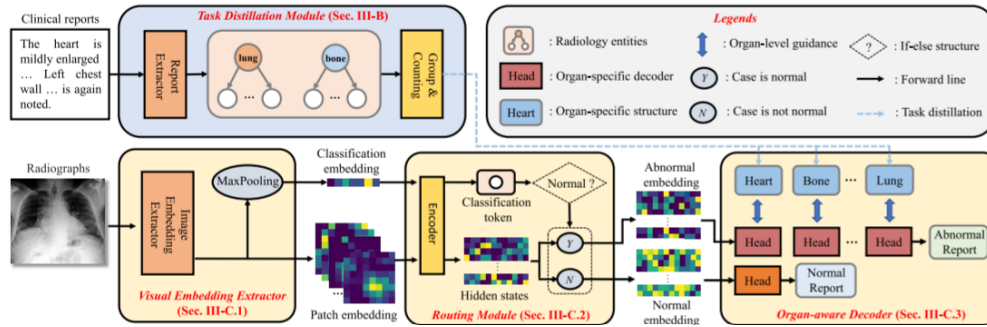 Clinical reports
The heart is
mildly enlarged
... Left chest
wall ... is again
noted.
Task Distillation Module (Sec. III-B)
Report
Extractor
lung
bone
...
...
Group &
Counting
Legends
: Radiology entities
: Organ-level guidance
?
: If-else structure
Head
: Organ-specific decoder
Y
: Case is normal
: Forward line
Heart
: Organ-specific structure
N
: Case is not normal
: Task distillation
Radiographs
Image
Embedding
Extractor
MaxPooling
Visual Embedding Extractor
(Sec. III-C.1)
Classification
embedding
...
Patch embedding
Encoder
Classification
token
Normal ?
...
Hidden states
Y
N
Routing Module (Sec. III-C.2)
Abnormal
embedding
...
...
Normal
embedding
Heart
Bone
...
Lung
Head
Head
...
Head
Abnormal
Report
Head
Normal
Report
Organ-aware Decoder (Sec. III-C.3)